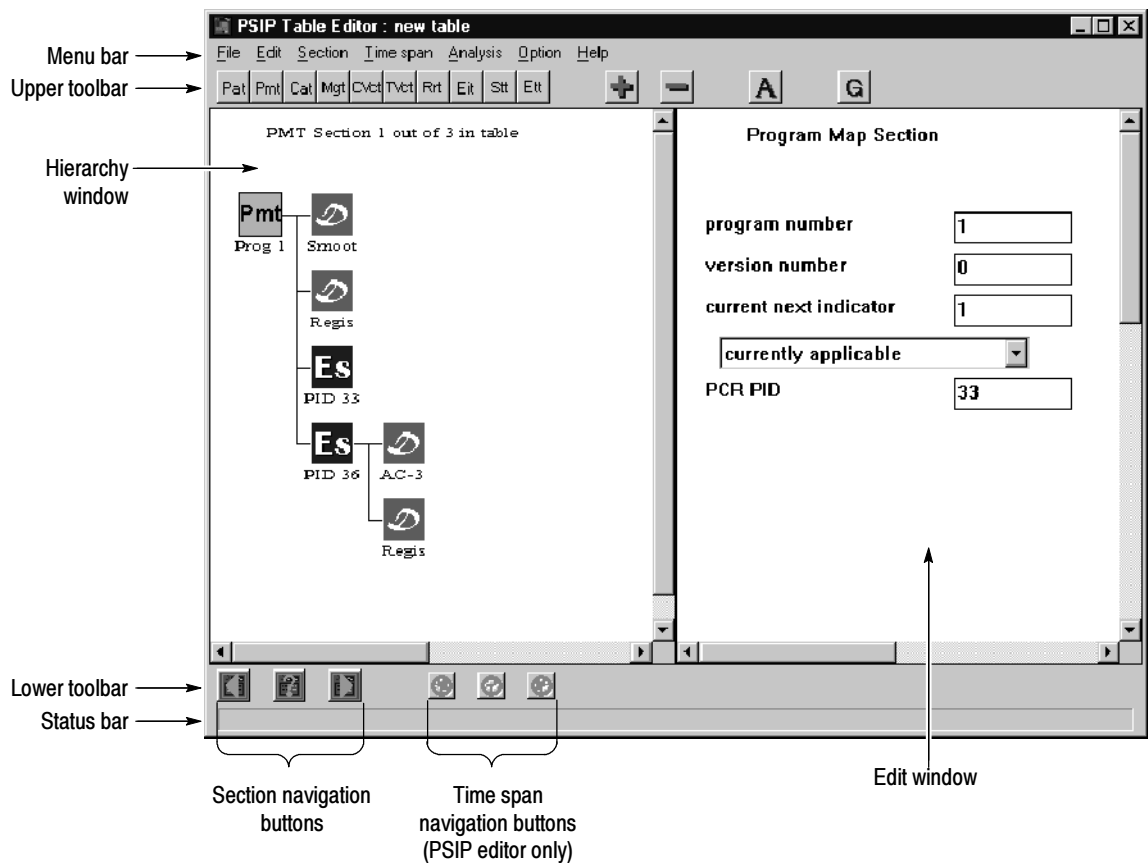 PSIP Table Editor : new table
Menu bar
File Edit Section Time span Analysis Option Help
Upper toolbar
Pat Pmt Cat Mgt CVct TVct Rrt Eit Stt Ett + - A G
PMT Section 1 out of 3 in table
Hierarchy
window
Pmt
Prog 1
D
Smoot
D
Regis
Es
PID 33
Es
PID 36
D
AC-3
D
Regis
Program Map Section
program number 1
version number 0
current next indicator 1
currently applicable
PCR PID 33
Lower toolbar
Status bar
Section navigation
buttons
Time span
navigation buttons
(PSIP editor only)
Edit window